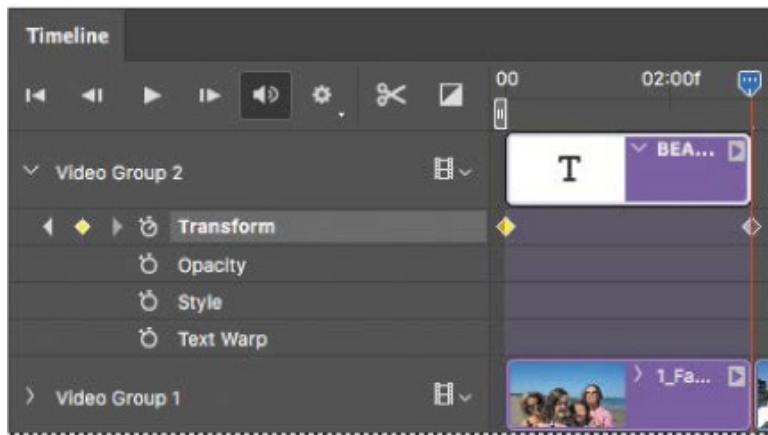 Timeline
00 02:00f
Video Group 2
T BEA...
Transform
Opacity
Style
Text Warp
Video Group 1
1_Fa...